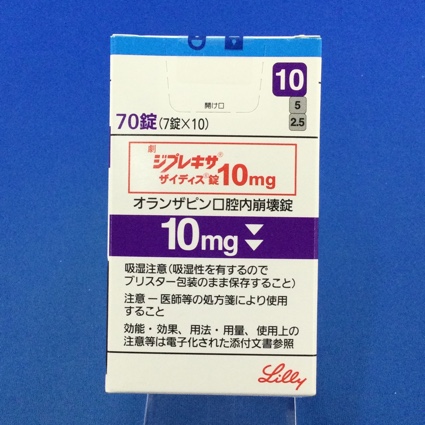 10
5
2.5
開け口
70錠(7錠×10)
劇
ジプレキサ®
ザイディス®錠10mg
オランザピン口腔内崩壊錠
10mg
吸湿注意(吸湿性を有するので
ブリスター包装のまま保存すること)
注意 ー 医師等の処方箋により使用
すること
効能・効果、用法・用量、使用上の
注意等は電子化された添付文書参照
Lilly